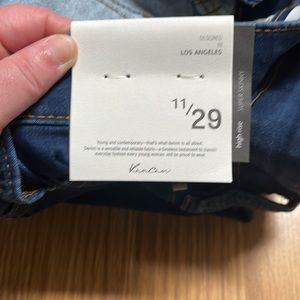 DESIGNED
IN
LOS ANGELES
11/29
Young and contemporary—that's what denim is all about.
Denim is a versatile and reliable fabric—a timeless testament to classic
everyday fashion every young woman will be proud to wear.
KanCan
high rise
SUPER SKINNY